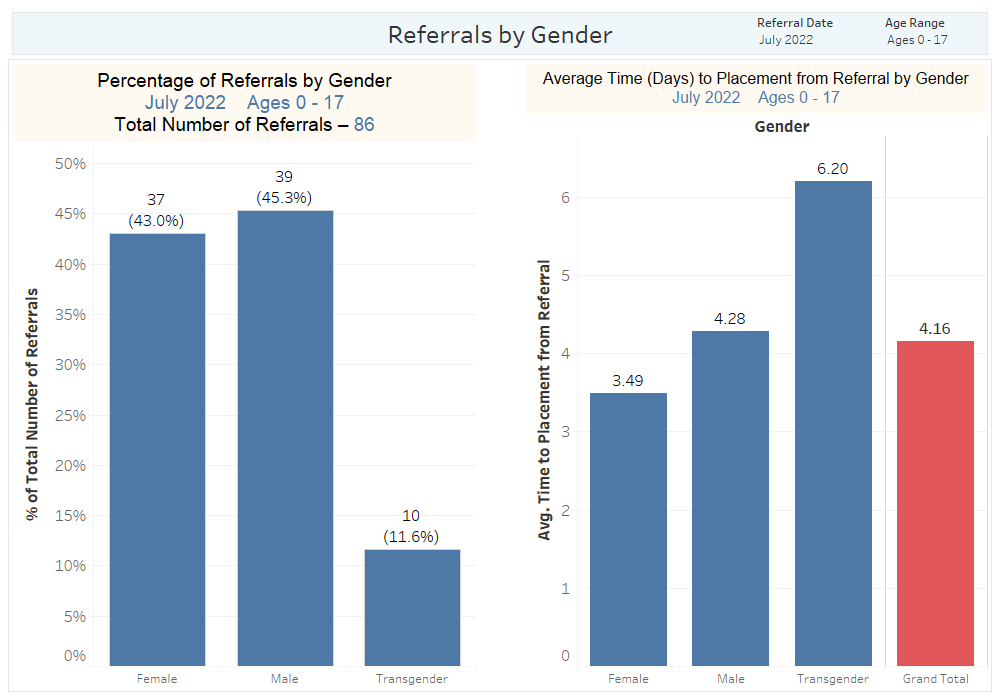 Referrals by Gender
Referral Date
July 2022
Age Range
Ages 0 - 17
Percentage of Referrals by Gender
July 2022 Ages 0 - 17
Total Number of Referrals – 86
% of Total Number of Referrals
50%
45%
40%
35%
30%
25%
20%
15%
10%
5%
0%
37
(43.0%)
39
(45.3%)
10
(11.6%)
Female
Male
Transgender
Average Time (Days) to Placement from Referral by Gender
July 2022 Ages 0 - 17
Gender
Avg. Time to Placement from Referral
6
5
4
3
2
1
0
3.49
4.28
6.20
4.16
Female
Male
Transgender
Grand Total